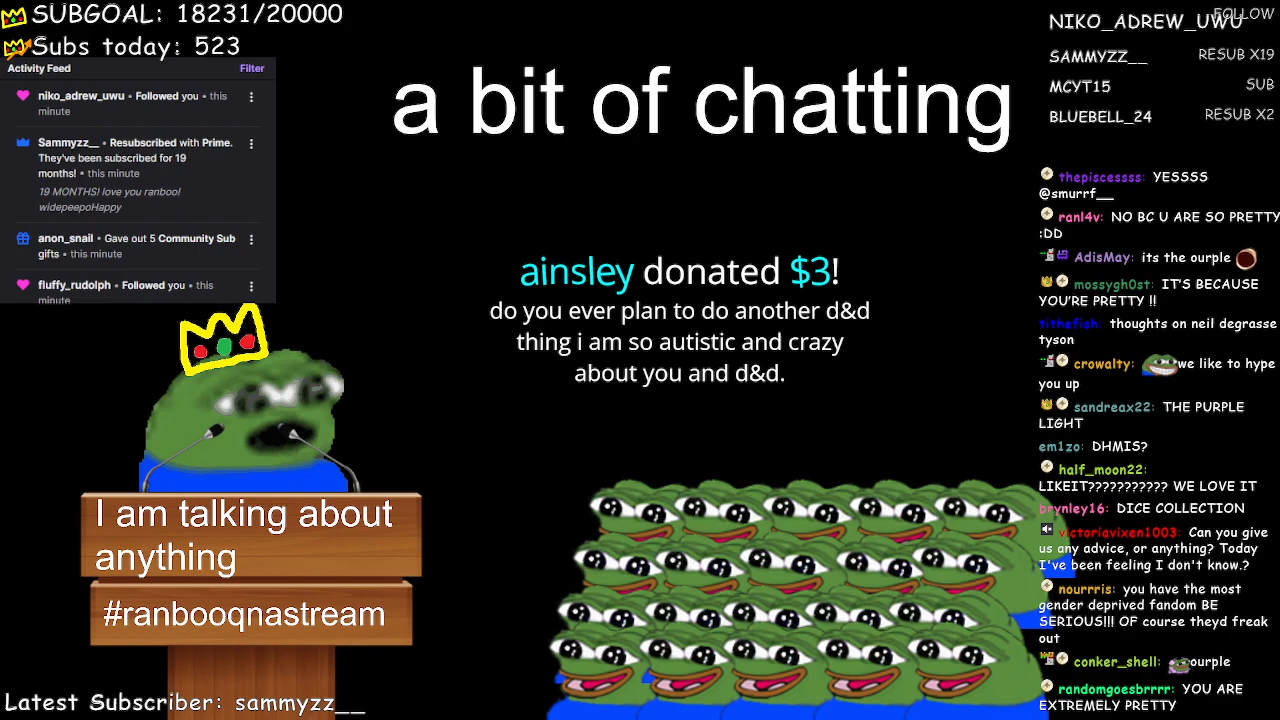 SUBGOAL: 18231/20000
Subs today: 523
Activity Feed
Filter
niko_adrew_uwu • Followed you • this
minute
Sammyzz__ • Resubscribed with Prime.
They've been subscribed for 19
months! • this minute
19 MONTHS! love you ranboo!
widepeepoHappy
anon_snail • Gave out 5 Community Sub
gifts • this minute
fluffy_rudolph • Followed you • this
minute
a bit of chatting
ainsley donated $3!
do you ever plan to do another d&d
thing i am so autistic and crazy
about you and d&d.
I am talking about
anything
#ranbooqnastream
Latest Subscriber: sammyzz__
FOLLOW
NIKO_ADREW_UWU
SAMMYZZ__ RESUB X19
MCYT15 SUB
BLUEBELL_24 RESUB X2
thepiscessss: YESSSS
@smurrf__
ranl4v: NO BC U ARE SO PRETTY
:DD
AdisMay: its the ourple
mossygh0st: IT'S BECAUSE
YOU'RE PRETTY !!
tithefish: thoughts on neil degrasse
tyson
crowalty: we like to hype
you up
sandreax22: THE PURPLE
LIGHT
em1zo: DHMIS?
half_moon22:
LIKEIT??????????? WE LOVE IT
brynley16: DICE COLLECTION
victoriavixen1003: Can you give
us any advice, or anything? Today
I've been feeling I don't know.?
nourrris: you have the most
gender deprived fandom BE
SERIOUS!!! OF course theyd freak
out
conker_shell: ourple
randomgoesbrrrr: YOU ARE
EXTREMELY PRETTY